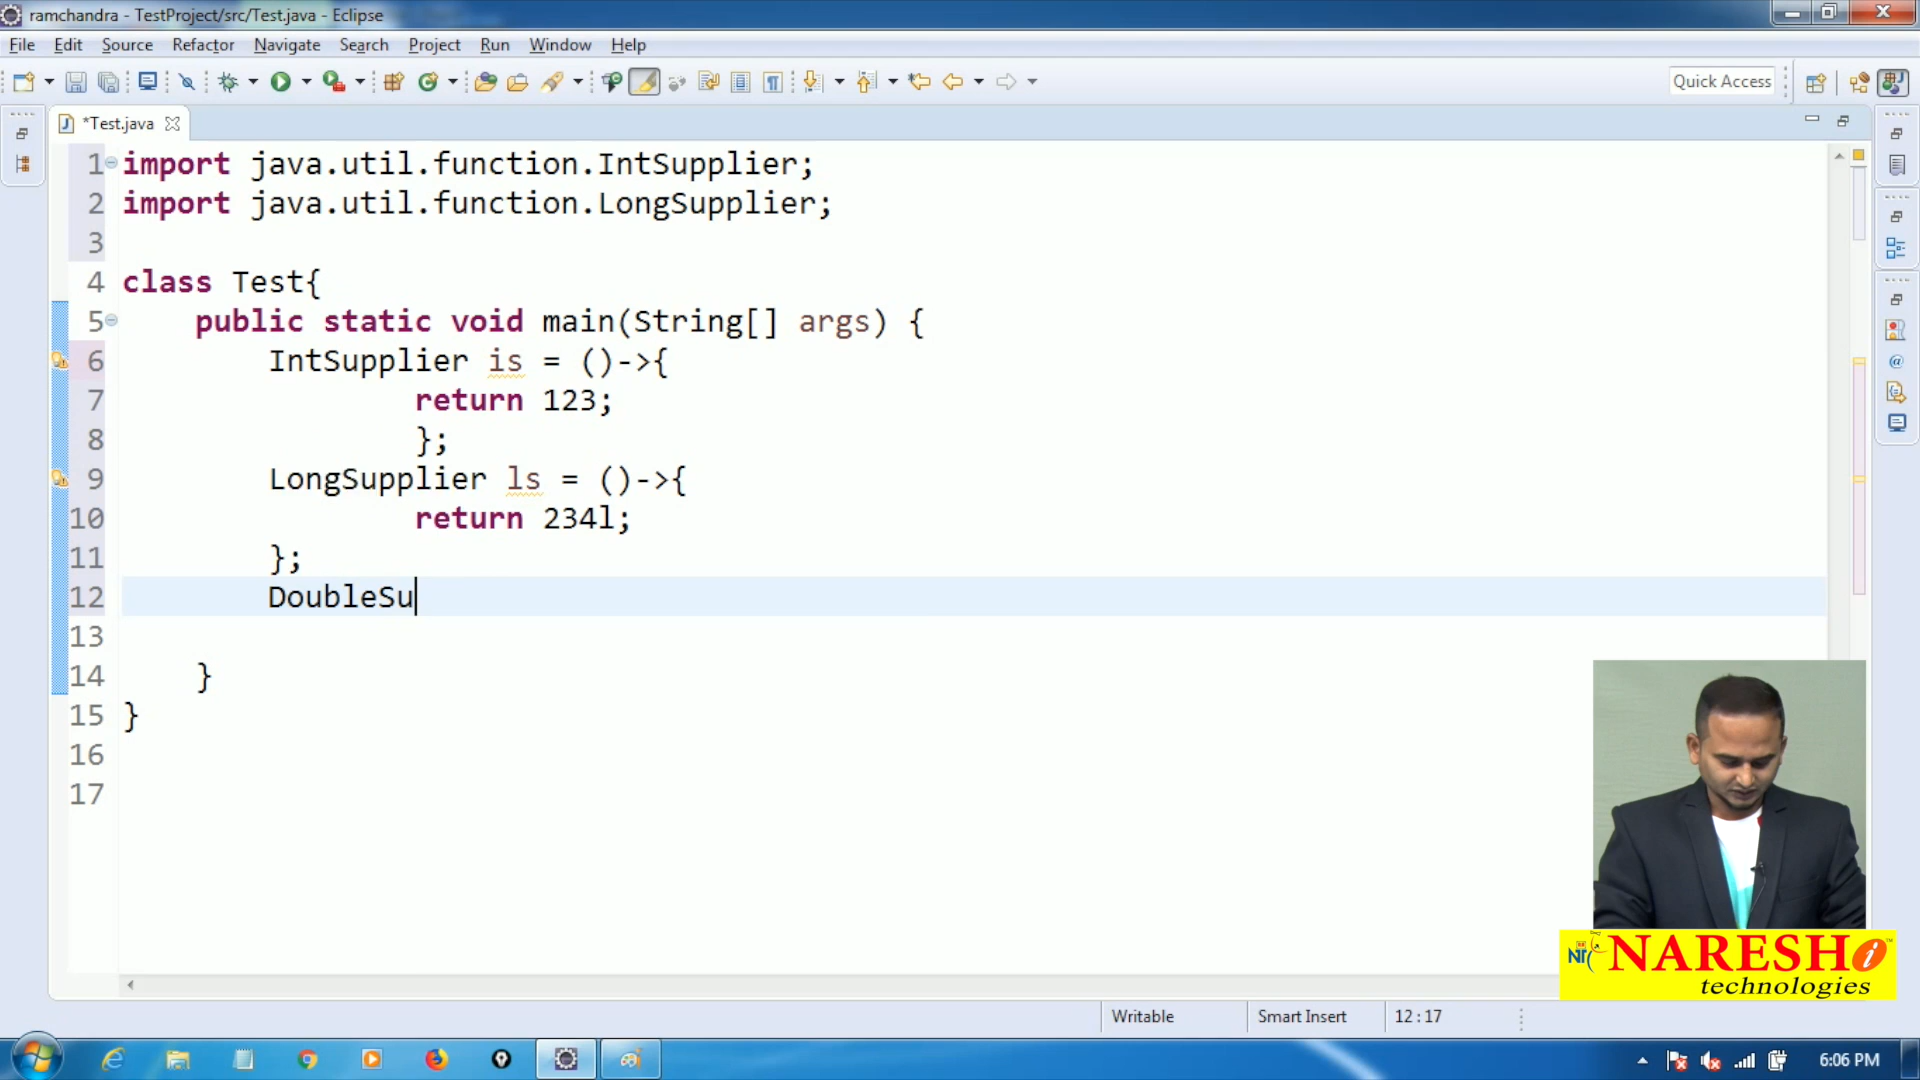 ramchandra - TestProject/src/Test.java - Eclipse
File Edit Source Refactor Navigate Search Project Run Window Help
Quick Access
*Test.java
1 import java.util.function.IntSupplier;
2 import java.util.function.LongSupplier;
3
4 class Test{
5 public static void main(String[] args) {
6 IntSupplier is = ()->{
7 return 123;
8 };
9 LongSupplier ls = ()->{
10 return 234l;
11 };
12 DoubleSu
13
14 }
15 }
16
17
NARESH i
technologies
Writable Smart Insert 12 : 17
6:06 PM